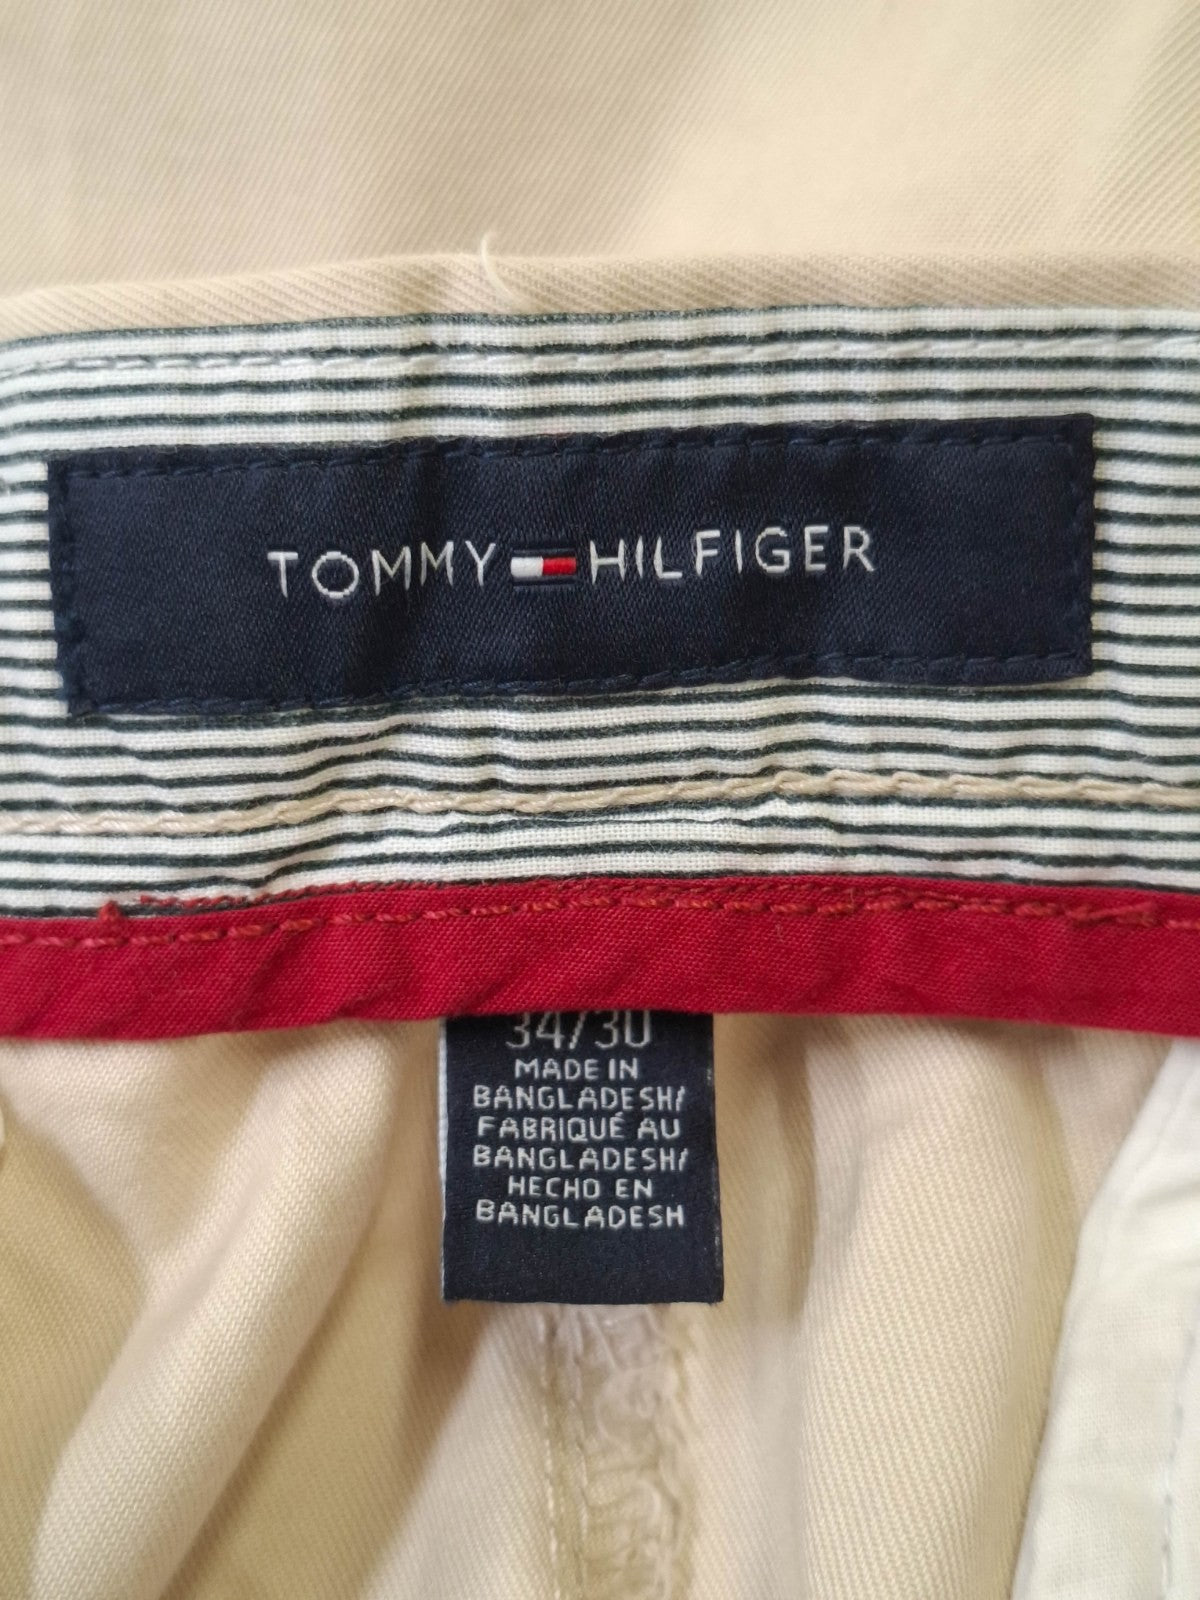 TOMMY HILFIGER
34/30
MADE IN
BANGLADESH/
FABRIQUÉ AU
BANGLADESH/
HECHO EN
BANGLADESH